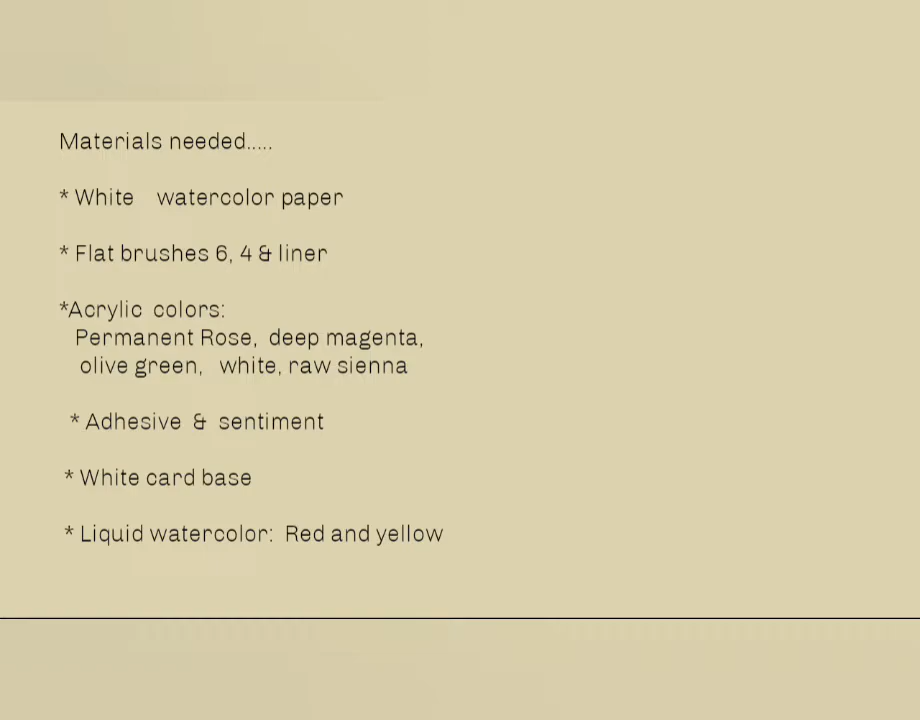 Materials needed.....
* White watercolor paper
* Flat brushes 6, 4 & liner
*Acrylic colors:
Permanent Rose, deep magenta,
olive green, white, raw sienna
* Adhesive & sentiment
* White card base
* Liquid watercolor: Red and yellow